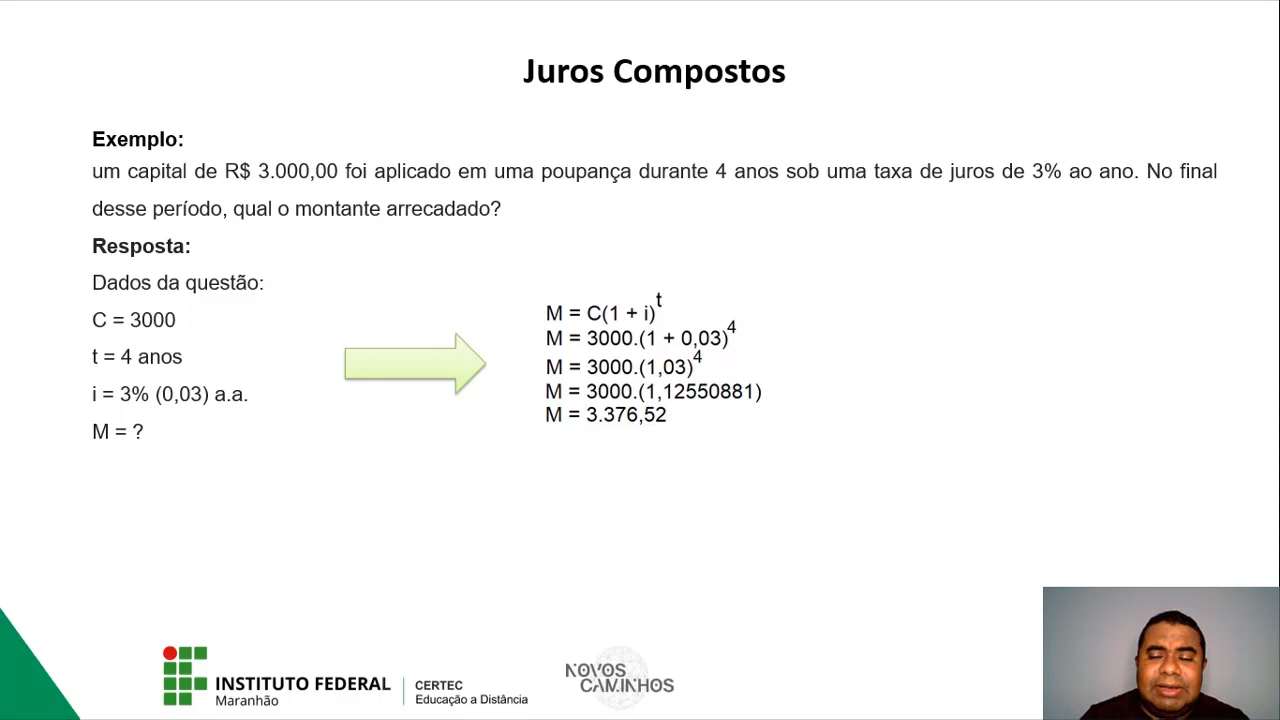 Juros Compostos
Exemplo:
um capital de R$ 3.000,00 foi aplicado em uma poupança durante 4 anos sob uma taxa de juros de 3% ao ano. No final
desse período, qual o montante arrecadado?
Resposta:
Dados da questão:
C = 3000
t = 4 anos
i = 3% (0,03) a.a.
M = ?
M = C(1 + i)^t
M = 3000.(1 + 0,03)^4
M = 3000.(1,03)^4
M = 3000.(1,12550881)
M = 3.376,52
INSTITUTO FEDERAL
Maranhão
CERTEC
Educação a Distância
NOVOS
CAMINHOS